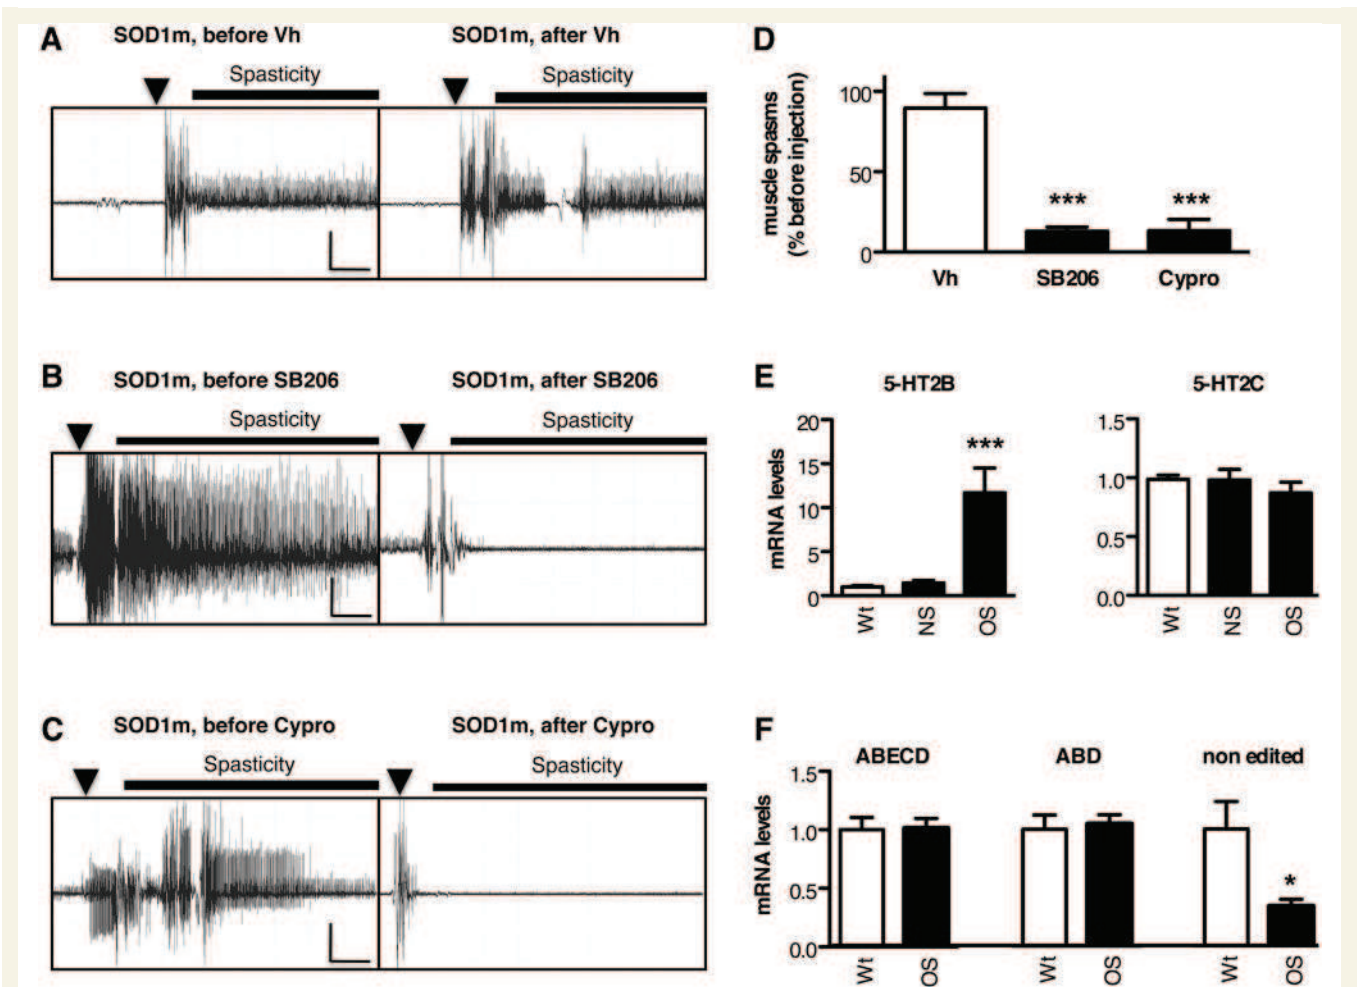 A
SOD1m, before Vh
SOD1m, after Vh
Spasticity
Spasticity
B
SOD1m, before SB206
SOD1m, after SB206
Spasticity
Spasticity
C
SOD1m, before Cypro
SOD1m, after Cypro
Spasticity
Spasticity
D
muscle spasms
(% before injection)
100
50
0
***
***
Vh
SB206
Cypro
E
5-HT2B
mRNA levels
20
15
10
5
0
***
Wt
NS
OS
5-HT2C
1.5
1.0
0.5
0.0
Wt
NS
OS
F
ABECD
ABD
non edited
mRNA levels
1.5
1.0
0.5
0.0
*
Wt
OS
Wt
OS
Wt
OS